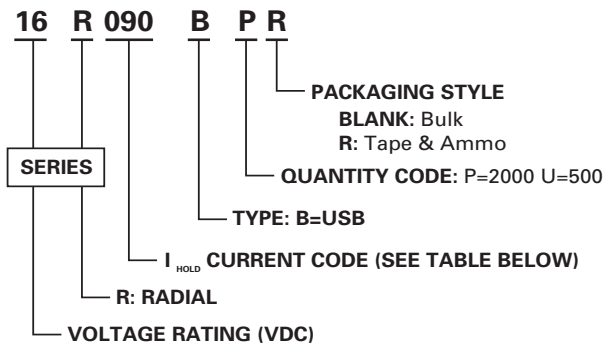 16 R 090 B P R
PACKAGING STYLE
BLANK: Bulk
R: Tape & Ammo
SERIES
QUANTITY CODE: P=2000 U=500
TYPE: B=USB
I HOLD CURRENT CODE (SEE TABLE BELOW)
R: RADIAL
VOLTAGE RATING (VDC)